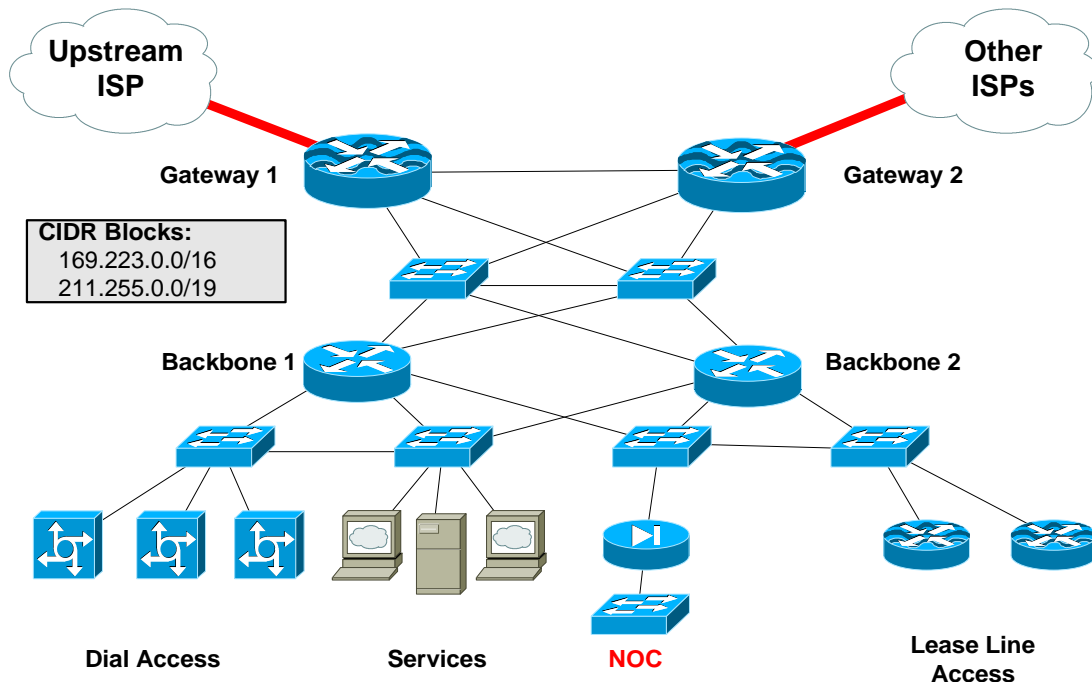 Upstream
ISP
Other
ISPs
Gateway 1
Gateway 2
CIDR Blocks:
169.223.0.0/16
211.255.0.0/19
Backbone 1
Backbone 2
Dial Access
Services
NOC
Lease Line
Access